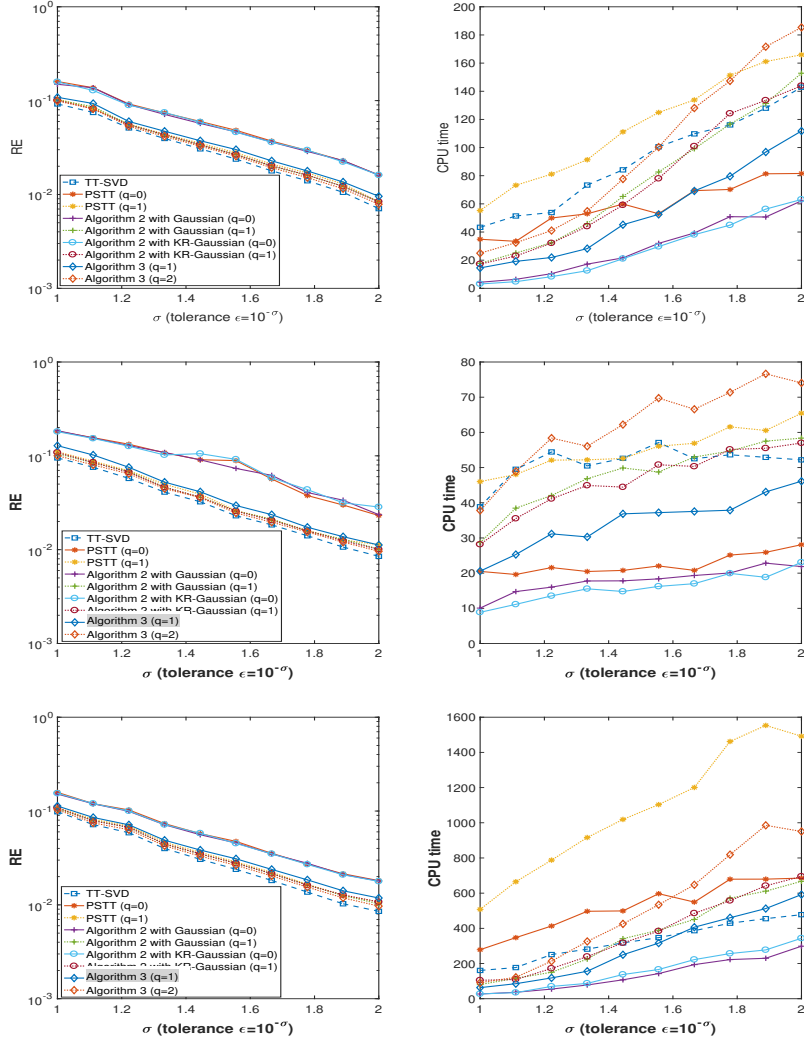 10^0
10^-1
10^-2
10^-3
RE
TT-SVD
PSTT (q=0)
PSTT (q=1)
Algorithm 2 with Gaussian (q=0)
Algorithm 2 with Gaussian (q=1)
Algorithm 2 with KR-Gaussian (q=0)
Algorithm 2 with KR-Gaussian (q=1)
Algorithm 3 (q=1)
Algorithm 3 (q=2)
1 1.2 1.4 1.6 1.8 2
σ (tolerance ϵ=10^-σ)
200
180
160
140
120
100
80
60
40
20
0
CPU time
1 1.2 1.4 1.6 1.8 2
σ (tolerance ϵ=10^-σ)
10^0
10^-1
10^-2
10^-3
RE
TT-SVD
PSTT (q=0)
PSTT (q=1)
Algorithm 2 with Gaussian (q=0)
Algorithm 2 with Gaussian (q=1)
Algorithm 2 with KR-Gaussian (q=0)
Algorithm 2 with KR-Gaussian (q=1)
Algorithm 3 (q=1)
Algorithm 3 (q=2)
1 1.2 1.4 1.6 1.8 2
σ (tolerance ϵ=10^-σ)
80
70
60
50
40
30
20
10
0
CPU time
1 1.2 1.4 1.6 1.8 2
σ (tolerance ϵ=10^-σ)
10^0
10^-1
10^-2
10^-3
RE
TT-SVD
PSTT (q=0)
PSTT (q=1)
Algorithm 2 with Gaussian (q=0)
Algorithm 2 with Gaussian (q=1)
Algorithm 2 with KR-Gaussian (q=0)
KR-Gaussian (q=1)
Algorithm 3 (q=1)
Algorithm 3 (q=2)
1 1.2 1.4 1.6 1.8 2
σ (tolerance ϵ=10^-σ)
1600
1400
1200
1000
800
600
400
200
0
CPU time
1 1.2 1.4 1.6 1.8 2
σ (tolerance ϵ=10^-σ)